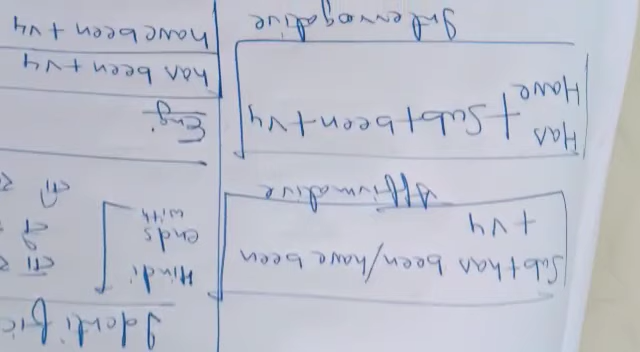 Sub+has been/have been
+ V4
Affirmative
Has
Have + Sub+been+V4
Interrogative
Hindi
ends
with
Eng:
has been + V4
have been + V4